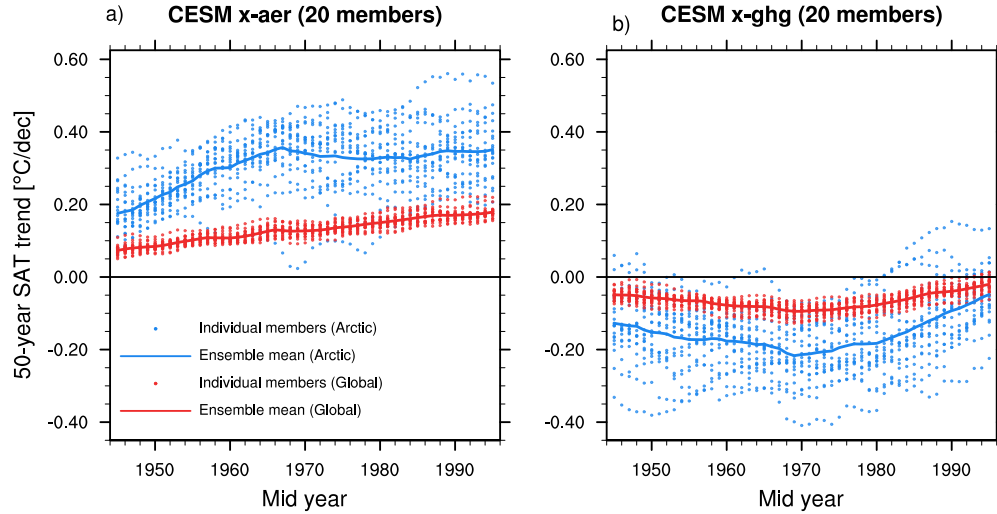 a)
CESM x-aer (20 members)
0.60
0.40
0.20
0.00
-0.20
-0.40
50-year SAT trend [°C/dec]
Individual members (Arctic)
Ensemble mean (Arctic)
Individual members (Global)
Ensemble mean (Global)
1950
1960
1970
1980
1990
Mid year
b)
CESM x-ghg (20 members)
0.60
0.40
0.20
0.00
-0.20
-0.40
1950
1960
1970
1980
1990
Mid year